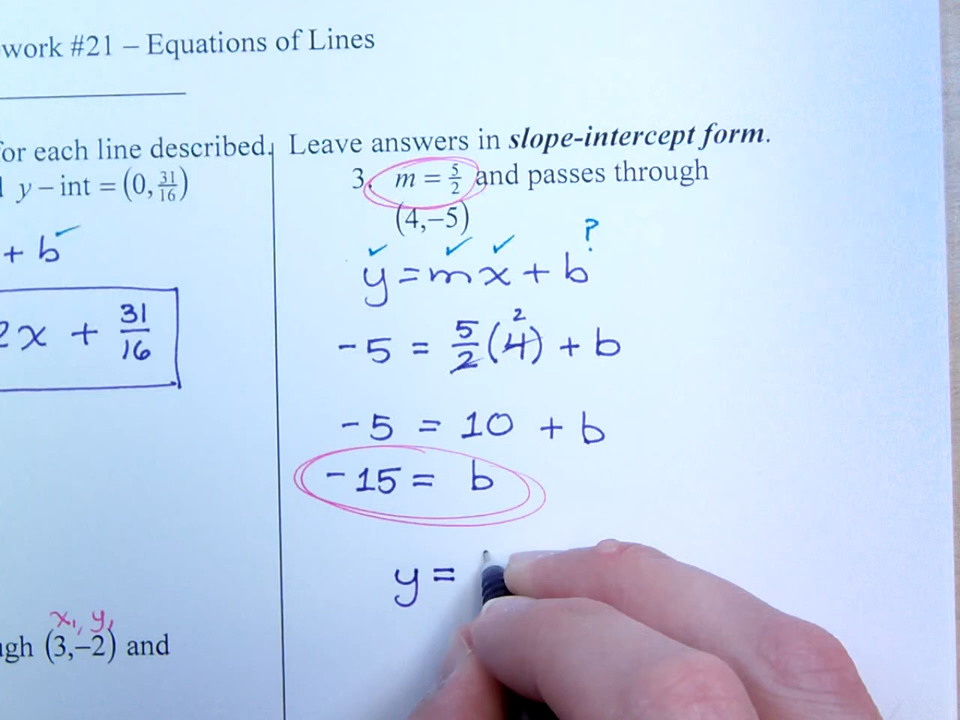 work #21 – Equations of Lines
for each line described. Leave answers in slope-intercept form.
y – int = (0, 31/16)
+ b ✓
2x + 31/16
3. m = 5/2 and passes through
(4,–5)
✓ ✓ ✓ ?
y = mx + b
-5 = 5/2 (4) + b
2
-5 = 10 + b
-15 = b
y =
x₁, y₁
(3,–2) and